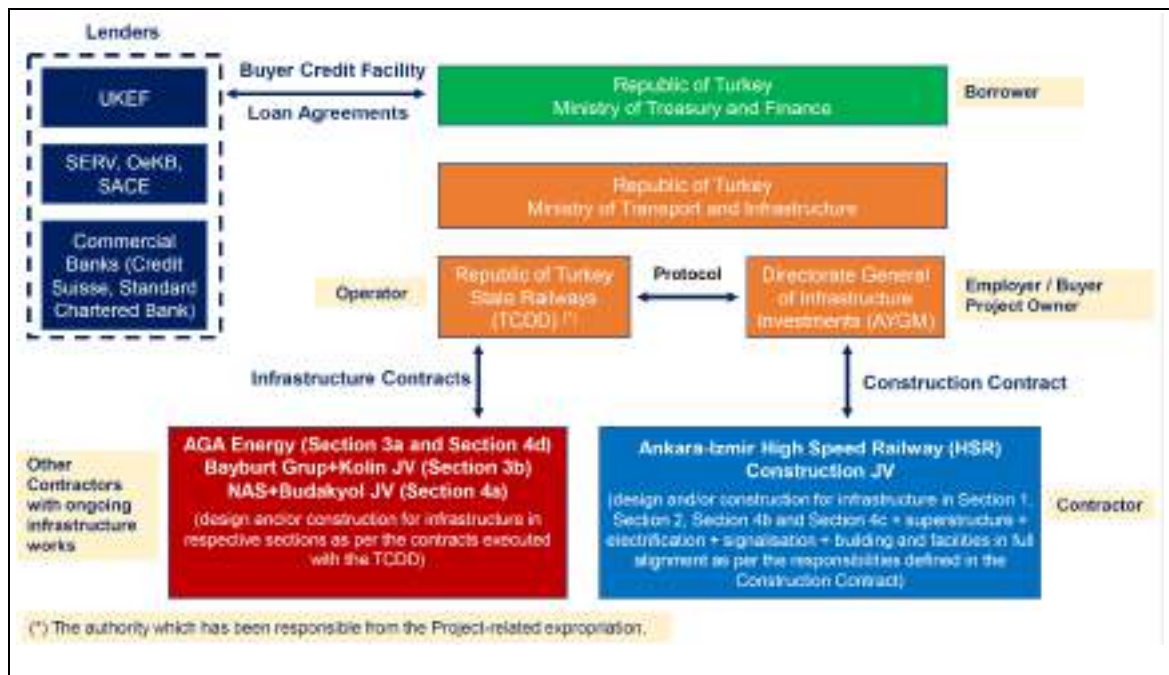 Lenders
UKEF
SERV, OeKB,
SACE
Commercial
Banks (Credit
Suisse, Standard
Chartered Bank)
Buyer Credit Facility
Loan Agreements
Republic of Turkey
Ministry of Treasury and Finance
Borrower
Republic of Turkey
Ministry of Transport and Infrastructure
Operator
Republic of Turkey
State Railways
(TCDD) (*)
Protocol
Directorate General
of Infrastructure
Investments (AYGM)
Employer / Buyer
Project Owner
Infrastructure Contracts
Construction Contract
Other
Contractors
with ongoing
infrastructure
works
AGA Energy (Section 3a and Section 4d)
Bayburt Grup+Kolin JV (Section 3b)
NAS+Budakyol JV (Section 4a)
(design and/or construction for infrastructure in
respective sections as per the contracts executed
with the TCDD)
Ankara-Izmir High Speed Railway (HSR)
Construction JV
(design and/or construction for infrastructure in Section 1,
Section 2, Section 4b and Section 4c + superstructure +
electrification + signalisation + building and facilities in full
alignment as per the responsibilities defined in the
Construction Contract)
Contractor
(*) The authority which has been responsible from the Project-related expropriation.